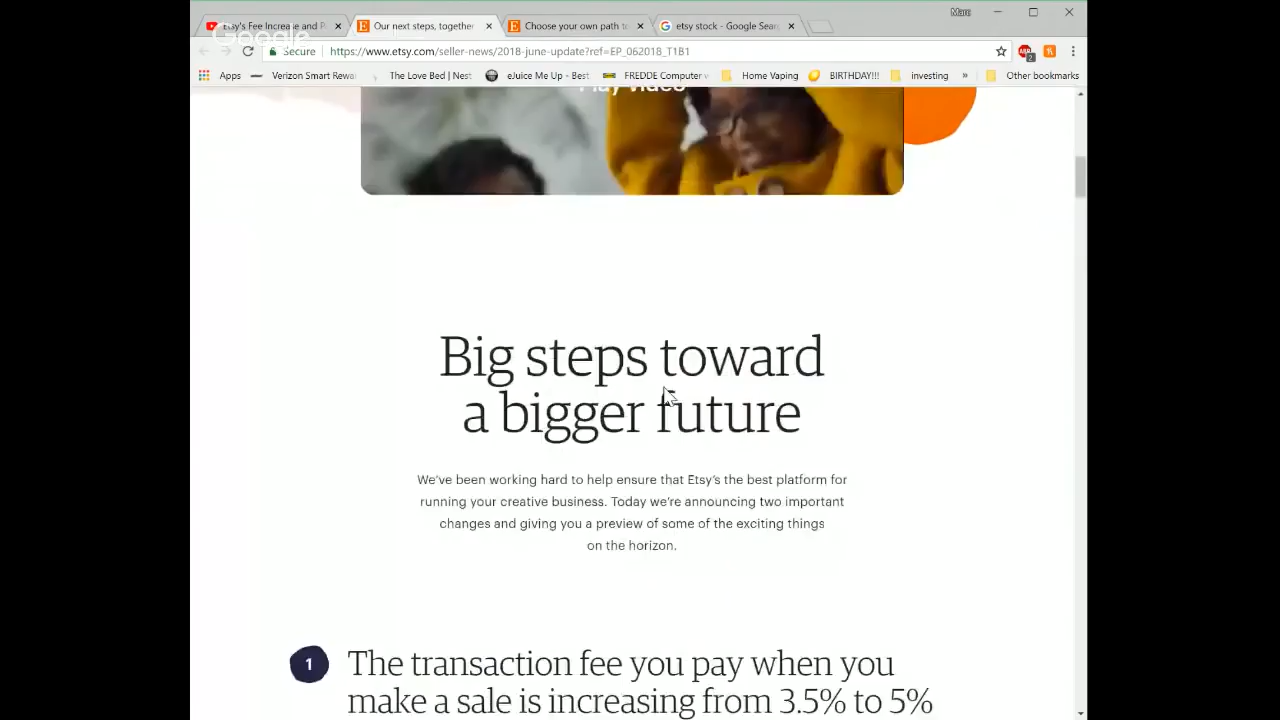 Marc
Etsy's Fee Increase and P
Our next steps, together
Choose your own path to
etsy stock - Google Sear
Google
Secure
https://www.etsy.com/seller-news/2018-june-update?ref=EP_062018_T1B1
2
Apps
Verizon Smart Rewar
The Love Bed | Nest
eJuice Me Up - Best
FREDDE Computer w
Home Vaping
BIRTHDAY!!!
investing
»
Other bookmarks
Play video
Big steps toward
a bigger future
We've been working hard to help ensure that Etsy's the best platform for
running your creative business. Today we're announcing two important
changes and giving you a preview of some of the exciting things
on the horizon.
1
The transaction fee you pay when you
make a sale is increasing from 3.5% to 5%